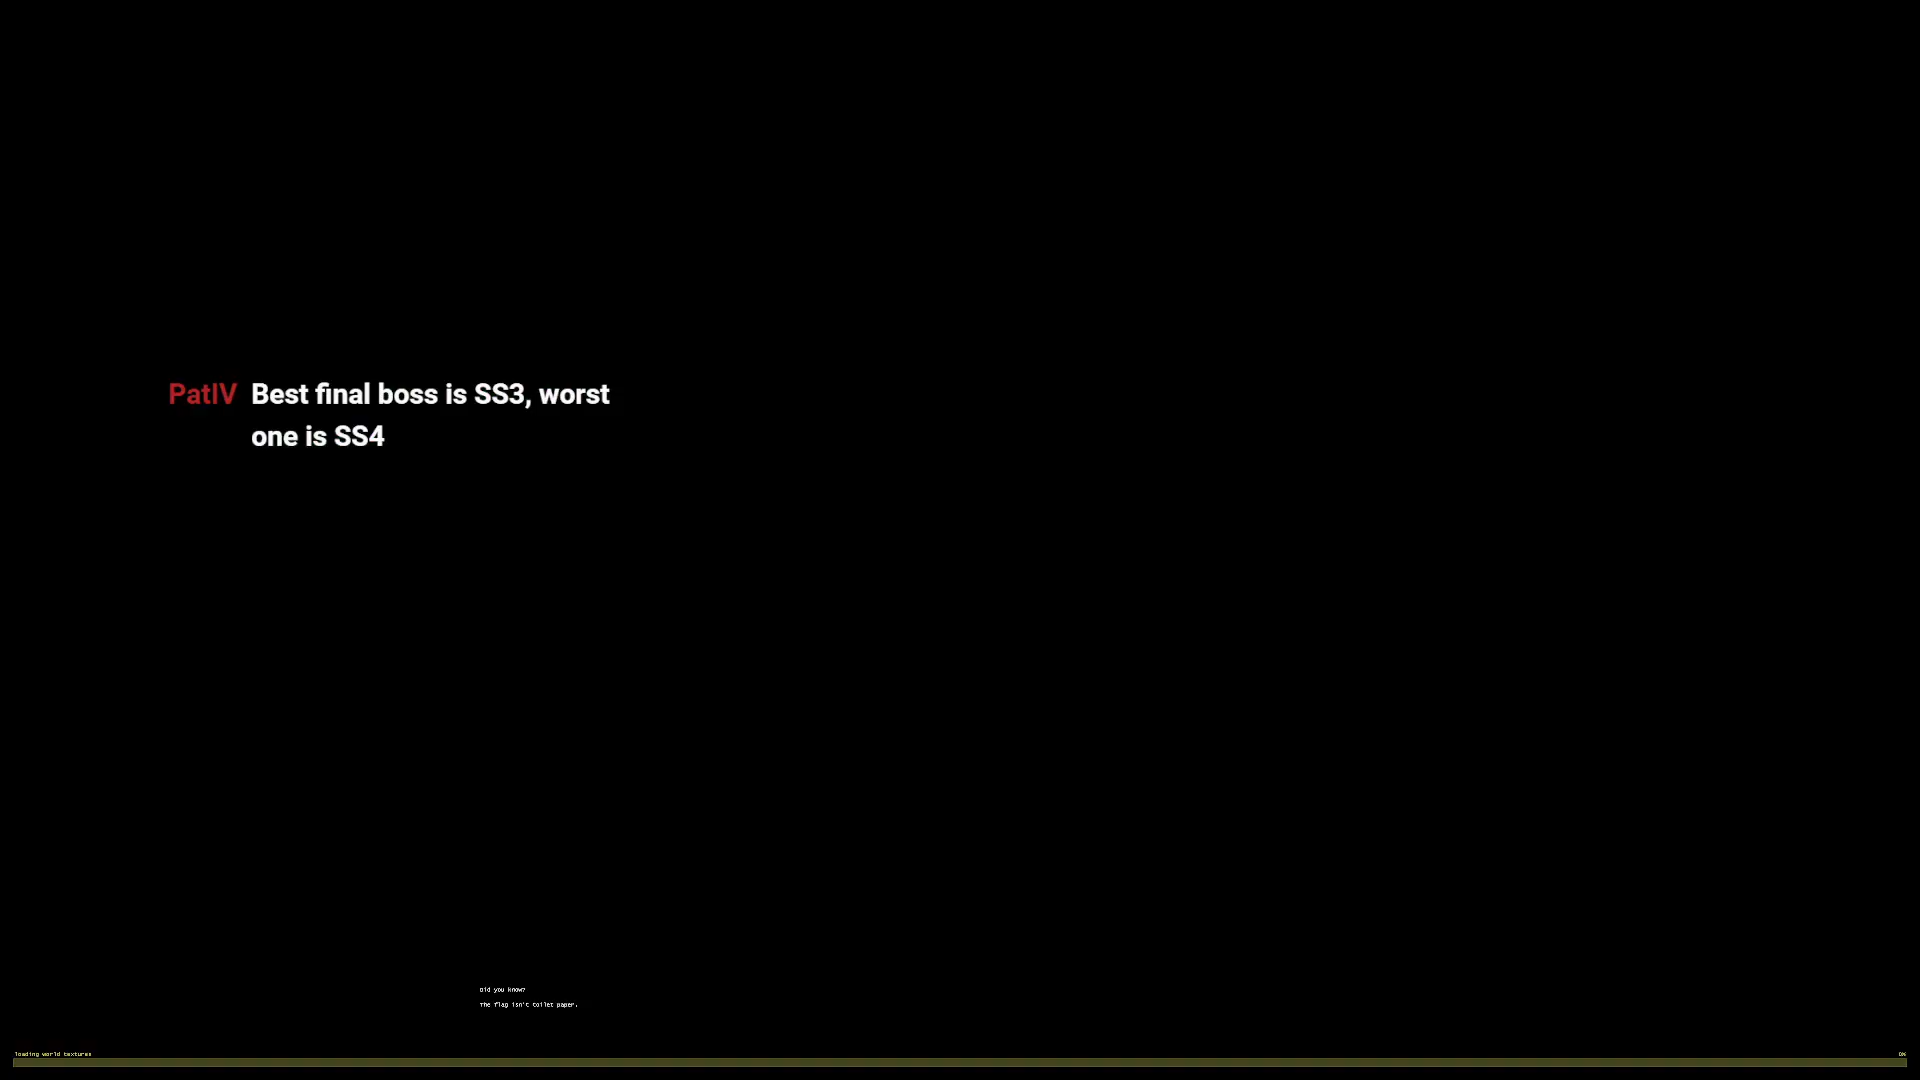 PatIV Best final boss is SS3, worst
one is SS4
Did you know?
The flag isn't toilet paper.
loading world textures
0%